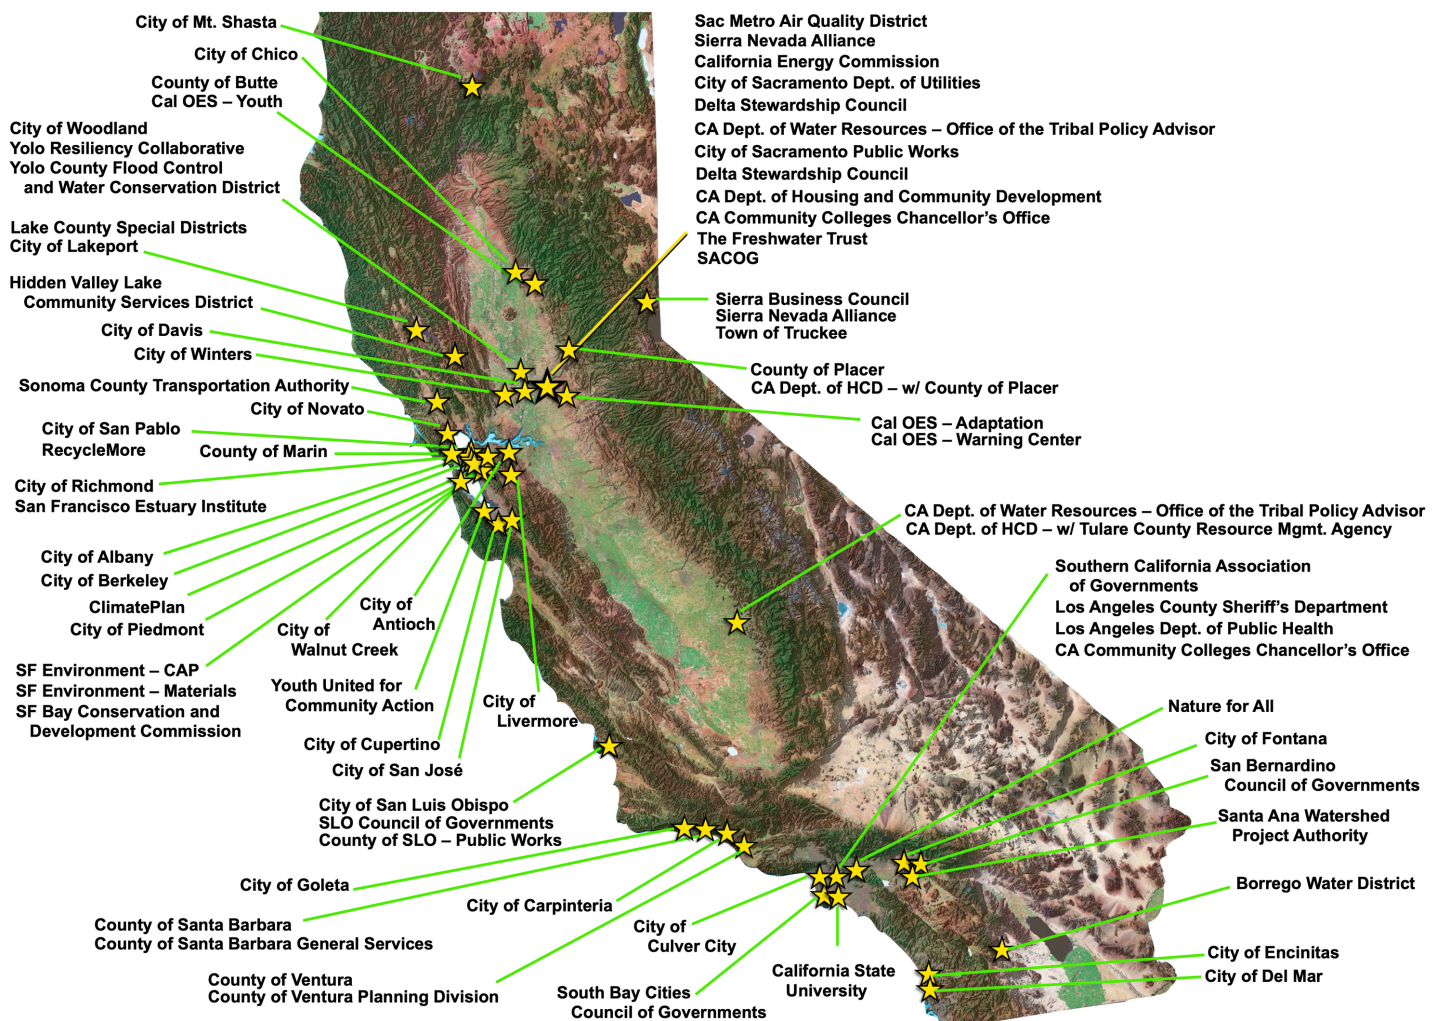 City of Mt. Shasta
City of Chico
County of Butte
Cal OES – Youth
City of Woodland
Yolo Resiliency Collaborative
Yolo County Flood Control
and Water Conservation District
Lake County Special Districts
City of Lakeport
Hidden Valley Lake
Community Services District
City of Davis
City of Winters
Sonoma County Transportation Authority
City of Novato
City of San Pablo
RecycleMore
County of Marin
City of Richmond
San Francisco Estuary Institute
City of Albany
City of Berkeley
ClimatePlan
City of Piedmont
SF Environment – CAP
SF Environment – Materials
SF Bay Conservation and
Development Commission
City of
Walnut Creek
City of
Antioch
Youth United for
Community Action
City of
Livermore
City of Cupertino
City of San José
City of San Luis Obispo
SLO Council of Governments
County of SLO – Public Works
City of Goleta
County of Santa Barbara
County of Santa Barbara General Services
City of Carpinteria
County of Ventura
County of Ventura Planning Division
City of
Culver City
South Bay Cities
Council of Governments
California State
University
Sac Metro Air Quality District
Sierra Nevada Alliance
California Energy Commission
City of Sacramento Dept. of Utilities
Delta Stewardship Council
CA Dept. of Water Resources – Office of the Tribal Policy Advisor
City of Sacramento Public Works
Delta Stewardship Council
CA Dept. of Housing and Community Development
CA Community Colleges Chancellor's Office
The Freshwater Trust
SACOG
Sierra Business Council
Sierra Nevada Alliance
Town of Truckee
County of Placer
CA Dept. of HCD – w/ County of Placer
Cal OES – Adaptation
Cal OES – Warning Center
CA Dept. of Water Resources – Office of the Tribal Policy Advisor
CA Dept. of HCD – w/ Tulare County Resource Mgmt. Agency
Southern California Association
of Governments
Los Angeles County Sheriff's Department
Los Angeles Dept. of Public Health
CA Community Colleges Chancellor's Office
Nature for All
City of Fontana
San Bernardino
Council of Governments
Santa Ana Watershed
Project Authority
Borrego Water District
City of Encinitas
City of Del Mar